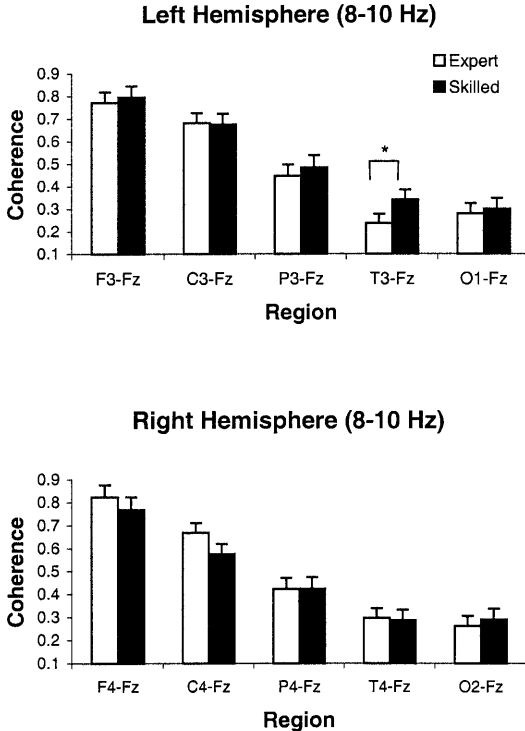 Left Hemisphere (8-10 Hz)
Expert
Skilled
0.9
0.8
0.7
0.6
0.5
0.4
0.3
0.2
0.1
Coherence
*
F3-Fz C3-Fz P3-Fz T3-Fz O1-Fz
Region
Right Hemisphere (8-10 Hz)
0.9
0.8
0.7
0.6
0.5
0.4
0.3
0.2
0.1
Coherence
F4-Fz C4-Fz P4-Fz T4-Fz O2-Fz
Region